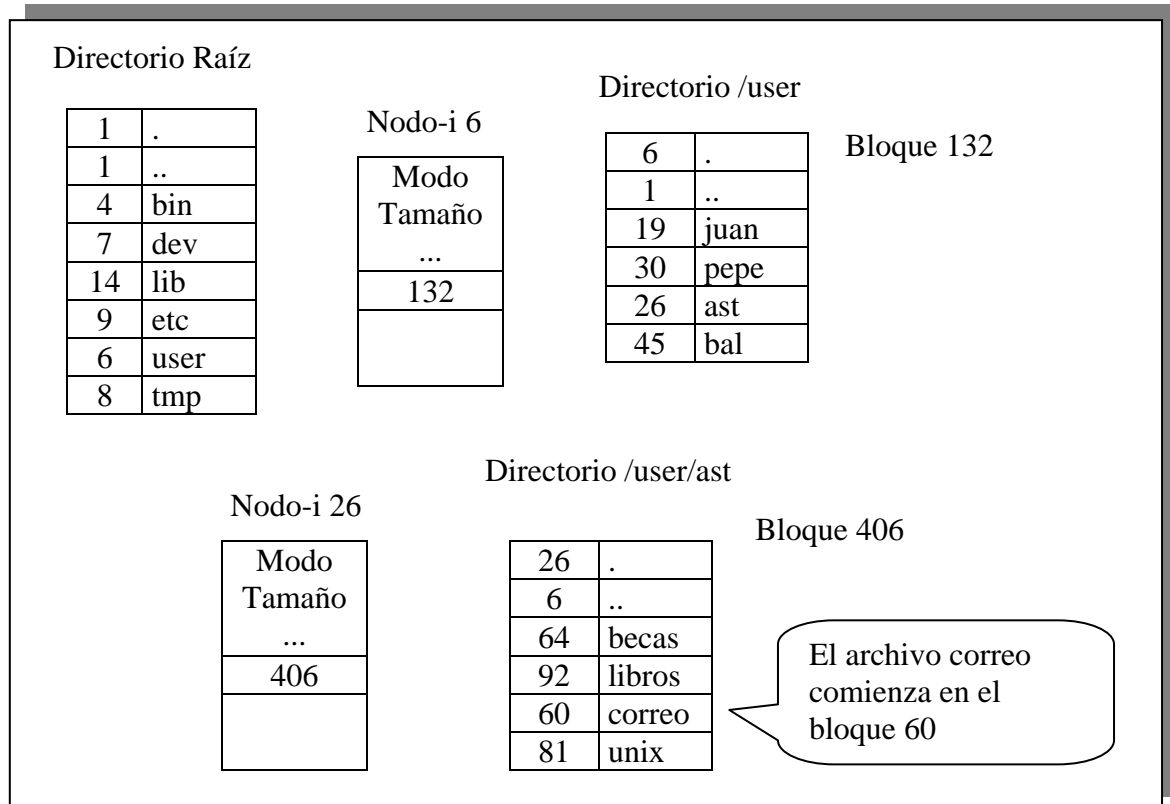 Directorio Raíz
1 .
1 ..
4 bin
7 dev
14 lib
9 etc
6 user
8 tmp
Nodo-i 6
Modo
Tamaño
...
132
Directorio /user
Bloque 132
6 .
1 ..
19 juan
30 pepe
26 ast
45 bal
Nodo-i 26
Modo
Tamaño
...
406
Directorio /user/ast
Bloque 406
26 .
6 ..
64 becas
92 libros
60 correo
81 unix
El archivo correo
comienza en el
bloque 60